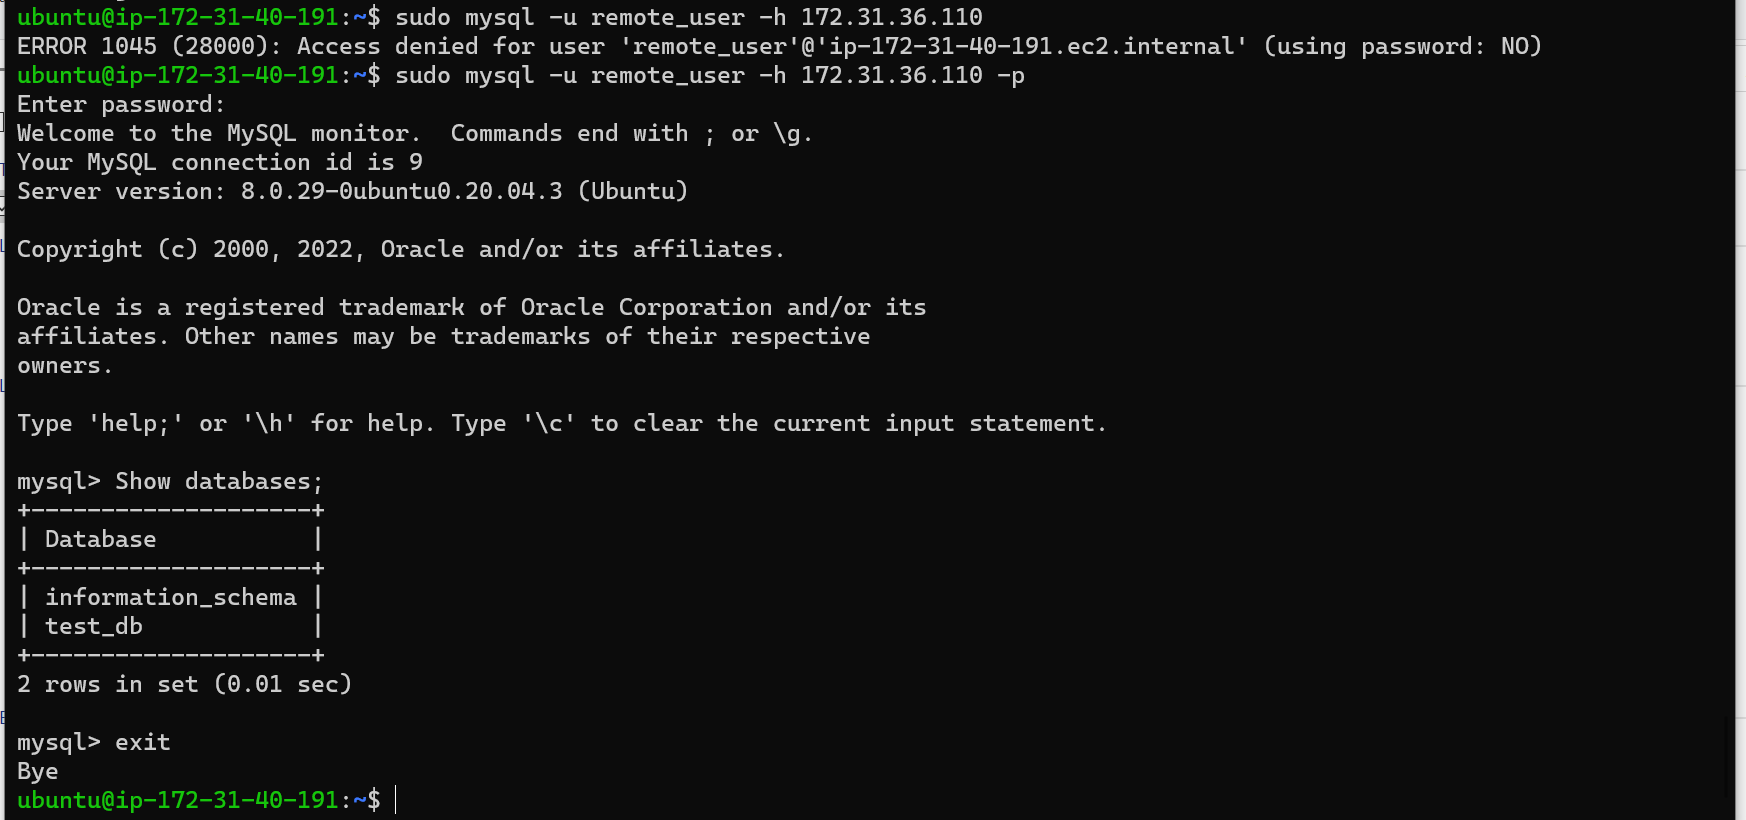 ubuntu@ip-172-31-40-191:~$ sudo mysql -u remote_user -h 172.31.36.110
ERROR 1045 (28000): Access denied for user 'remote_user'@'ip-172-31-40-191.ec2.internal' (using password: NO)
ubuntu@ip-172-31-40-191:~$ sudo mysql -u remote_user -h 172.31.36.110 -p
Enter password:
Welcome to the MySQL monitor.  Commands end with ; or \g.
Your MySQL connection id is 9
Server version: 8.0.29-0ubuntu0.20.04.3 (Ubuntu)

Copyright (c) 2000, 2022, Oracle and/or its affiliates.

Oracle is a registered trademark of Oracle Corporation and/or its
affiliates. Other names may be trademarks of their respective
owners.

Type 'help;' or '\h' for help. Type '\c' to clear the current input statement.

mysql> Show databases;
+--------------------+
| Database           |
+--------------------+
| information_schema |
| test_db            |
+--------------------+
2 rows in set (0.01 sec)

mysql> exit
Bye
ubuntu@ip-172-31-40-191:~$